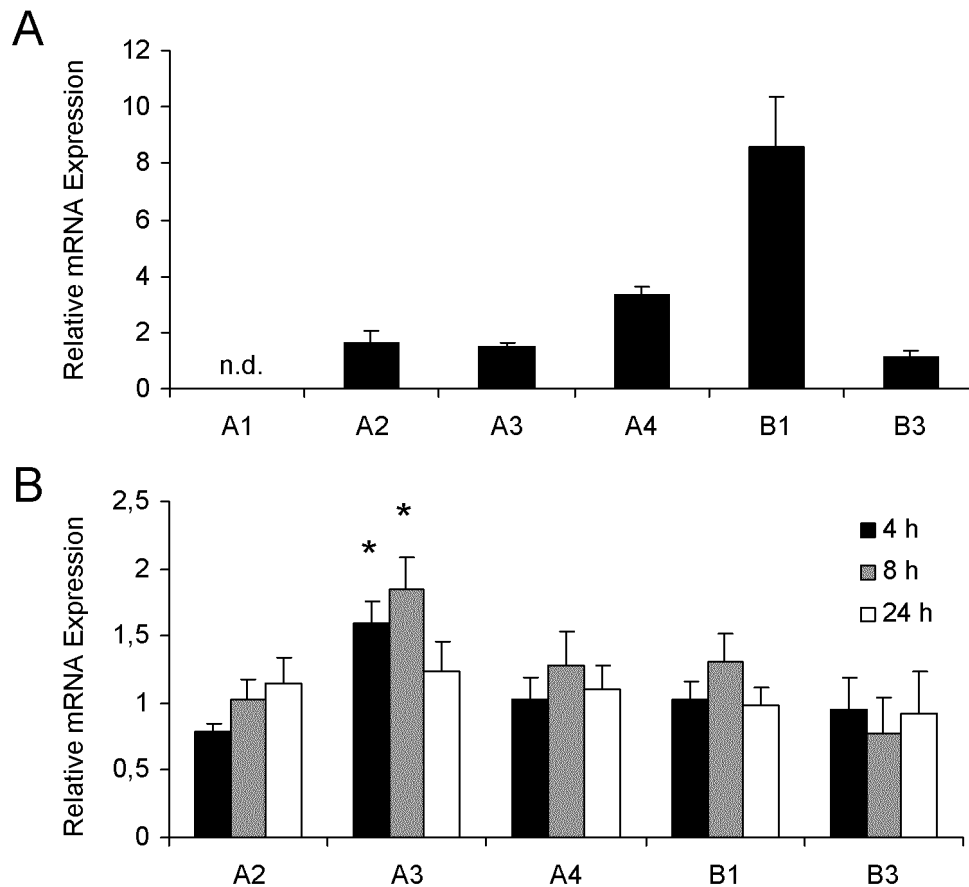 A
Relative mRNA Expression
12
10
8
6
4
2
0
n.d.
A1 A2 A3 A4 B1 B3
B
Relative mRNA Expression
2,5
2
1,5
1
0,5
0
* *
4 h
8 h
24 h
A2 A3 A4 B1 B3